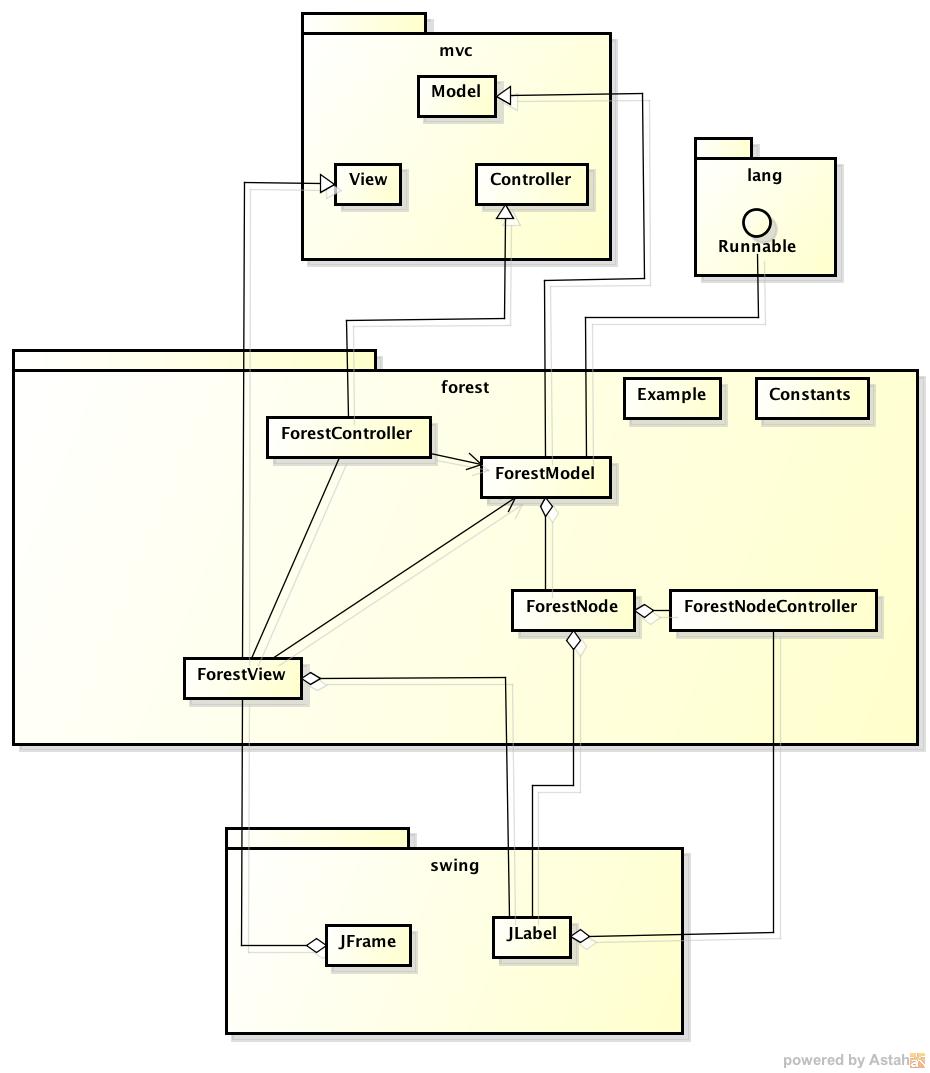 mvc
Model
View
Controller
lang
Runnable
forest
Example
Constants
ForestController
ForestModel
ForestNode
ForestNodeController
ForestView
swing
JFrame
JLabel
powered by Astah